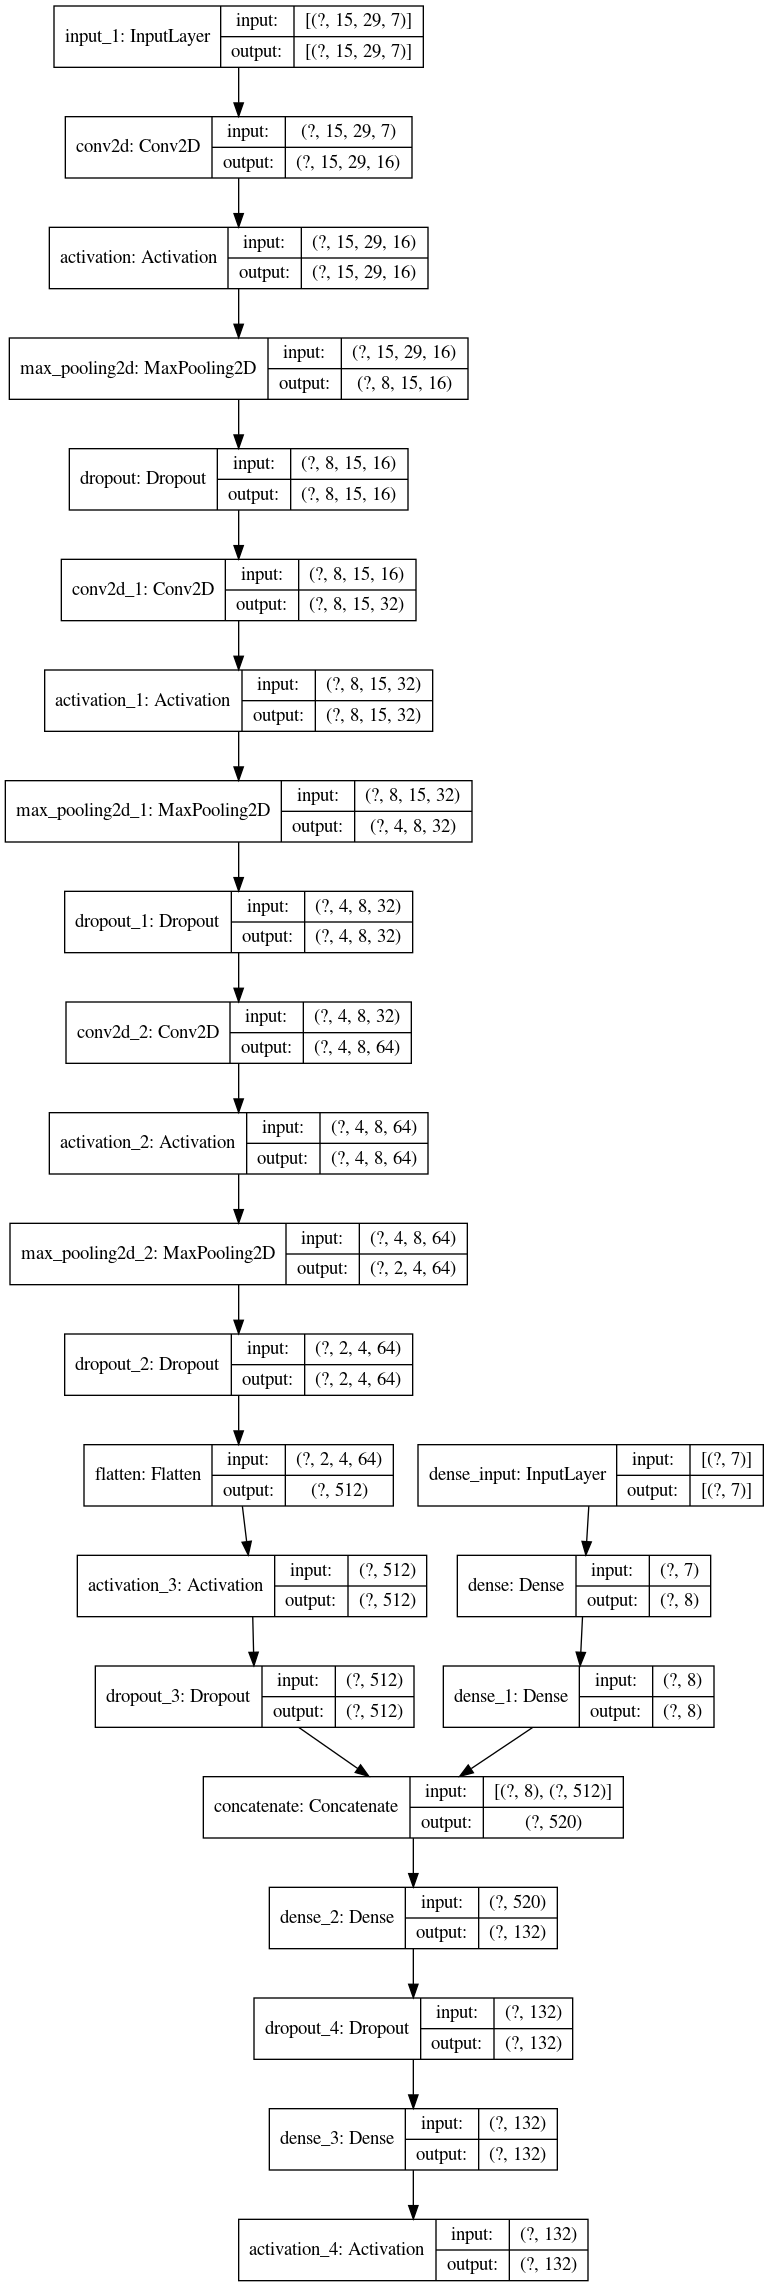 input_1: InputLayer
input: [(?, 15, 29, 7)]
output: [(?, 15, 29, 7)]
conv2d: Conv2D
input: (?, 15, 29, 7)
output: (?, 15, 29, 16)
activation: Activation
input: (?, 15, 29, 16)
output: (?, 15, 29, 16)
max_pooling2d: MaxPooling2D
input: (?, 15, 29, 16)
output: (?, 8, 15, 16)
dropout: Dropout
input: (?, 8, 15, 16)
output: (?, 8, 15, 16)
conv2d_1: Conv2D
input: (?, 8, 15, 16)
output: (?, 8, 15, 32)
activation_1: Activation
input: (?, 8, 15, 32)
output: (?, 8, 15, 32)
max_pooling2d_1: MaxPooling2D
input: (?, 8, 15, 32)
output: (?, 4, 8, 32)
dropout_1: Dropout
input: (?, 4, 8, 32)
output: (?, 4, 8, 32)
conv2d_2: Conv2D
input: (?, 4, 8, 32)
output: (?, 4, 8, 64)
activation_2: Activation
input: (?, 4, 8, 64)
output: (?, 4, 8, 64)
max_pooling2d_2: MaxPooling2D
input: (?, 4, 8, 64)
output: (?, 2, 4, 64)
dropout_2: Dropout
input: (?, 2, 4, 64)
output: (?, 2, 4, 64)
flatten: Flatten
input: (?, 2, 4, 64)
output: (?, 512)
dense_input: InputLayer
input: [(?, 7)]
output: [(?, 7)]
activation_3: Activation
input: (?, 512)
output: (?, 512)
dense: Dense
input: (?, 7)
output: (?, 8)
dropout_3: Dropout
input: (?, 512)
output: (?, 512)
dense_1: Dense
input: (?, 8)
output: (?, 8)
concatenate: Concatenate
input: [(?, 8), (?, 512)]
output: (?, 520)
dense_2: Dense
input: (?, 520)
output: (?, 132)
dropout_4: Dropout
input: (?, 132)
output: (?, 132)
dense_3: Dense
input: (?, 132)
output: (?, 132)
activation_4: Activation
input: (?, 132)
output: (?, 132)